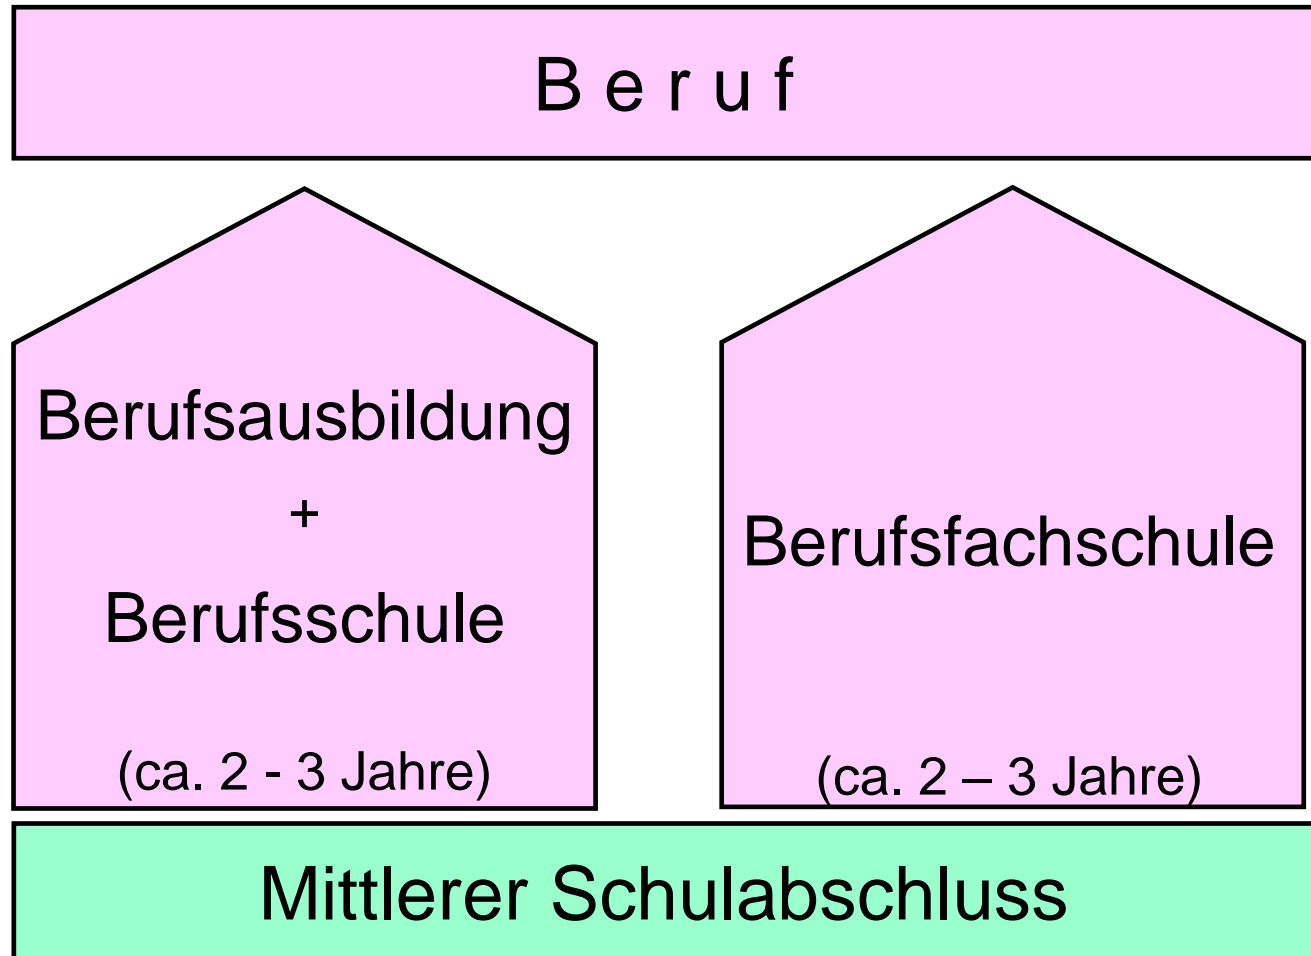 B e r u f
Berufsausbildung
+
Berufsschule
(ca. 2 - 3 Jahre)
Berufsfachschule
(ca. 2 – 3 Jahre)
Mittlerer Schulabschluss